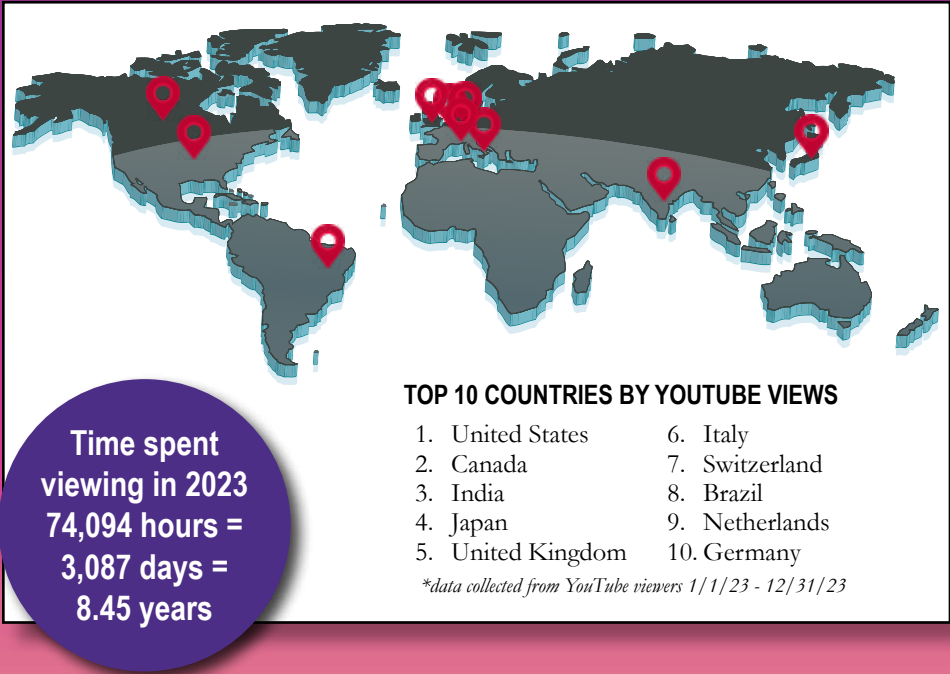 TOP 10 COUNTRIES BY YOUTUBE VIEWS
1. United States
2. Canada
3. India
4. Japan
5. United Kingdom
6. Italy
7. Switzerland
8. Brazil
9. Netherlands
10. Germany
*data collected from YouTube viewers 1/1/23 - 12/31/23
Time spent
viewing in 2023
74,094 hours =
3,087 days =
8.45 years